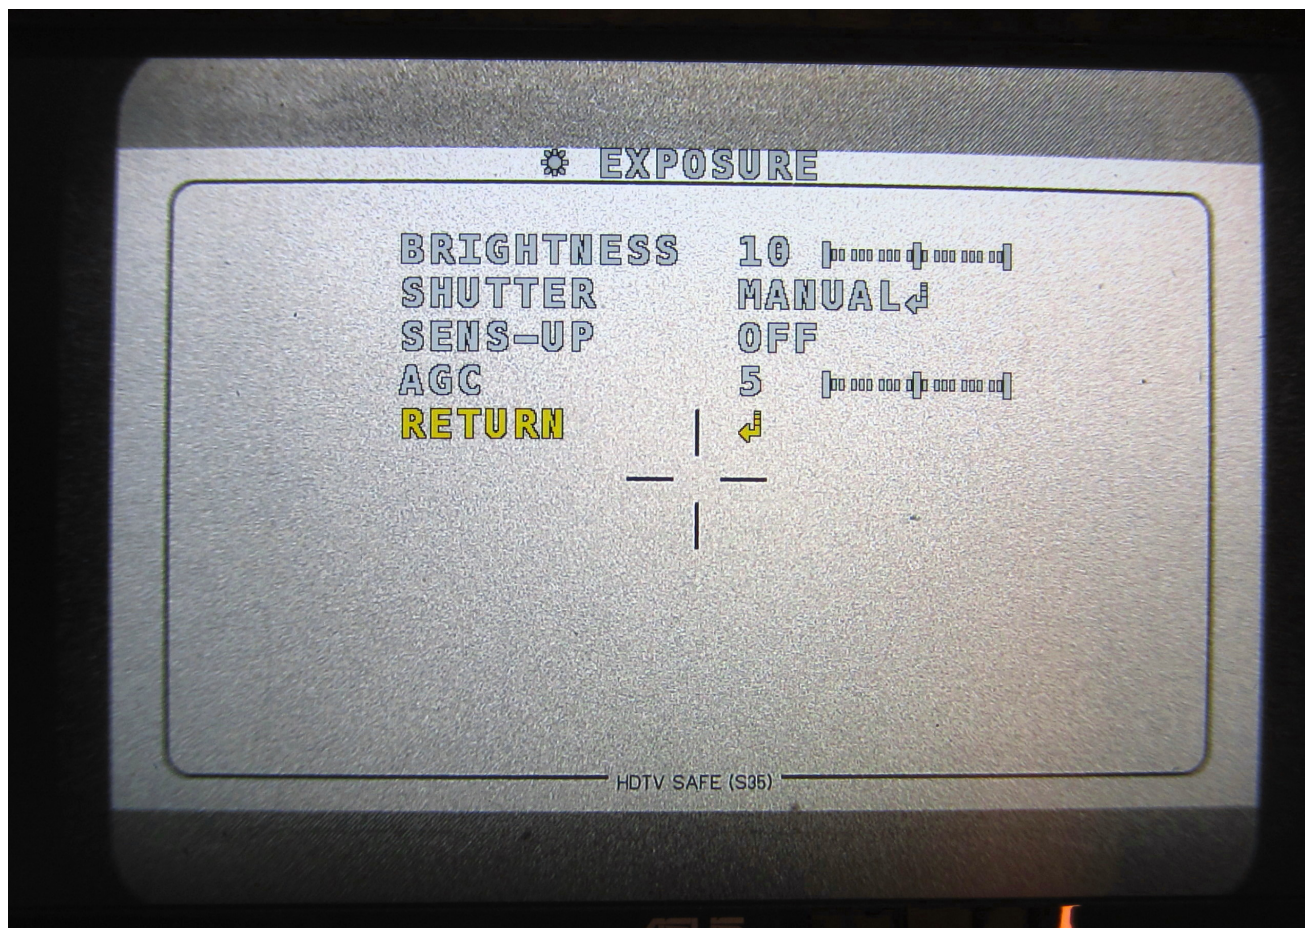 EXPOSURE
BRIGHTNESS 10
SHUTTER MANUAL
SENS-UP OFF
AGC 5
RETURN
HDTV SAFE (S35)